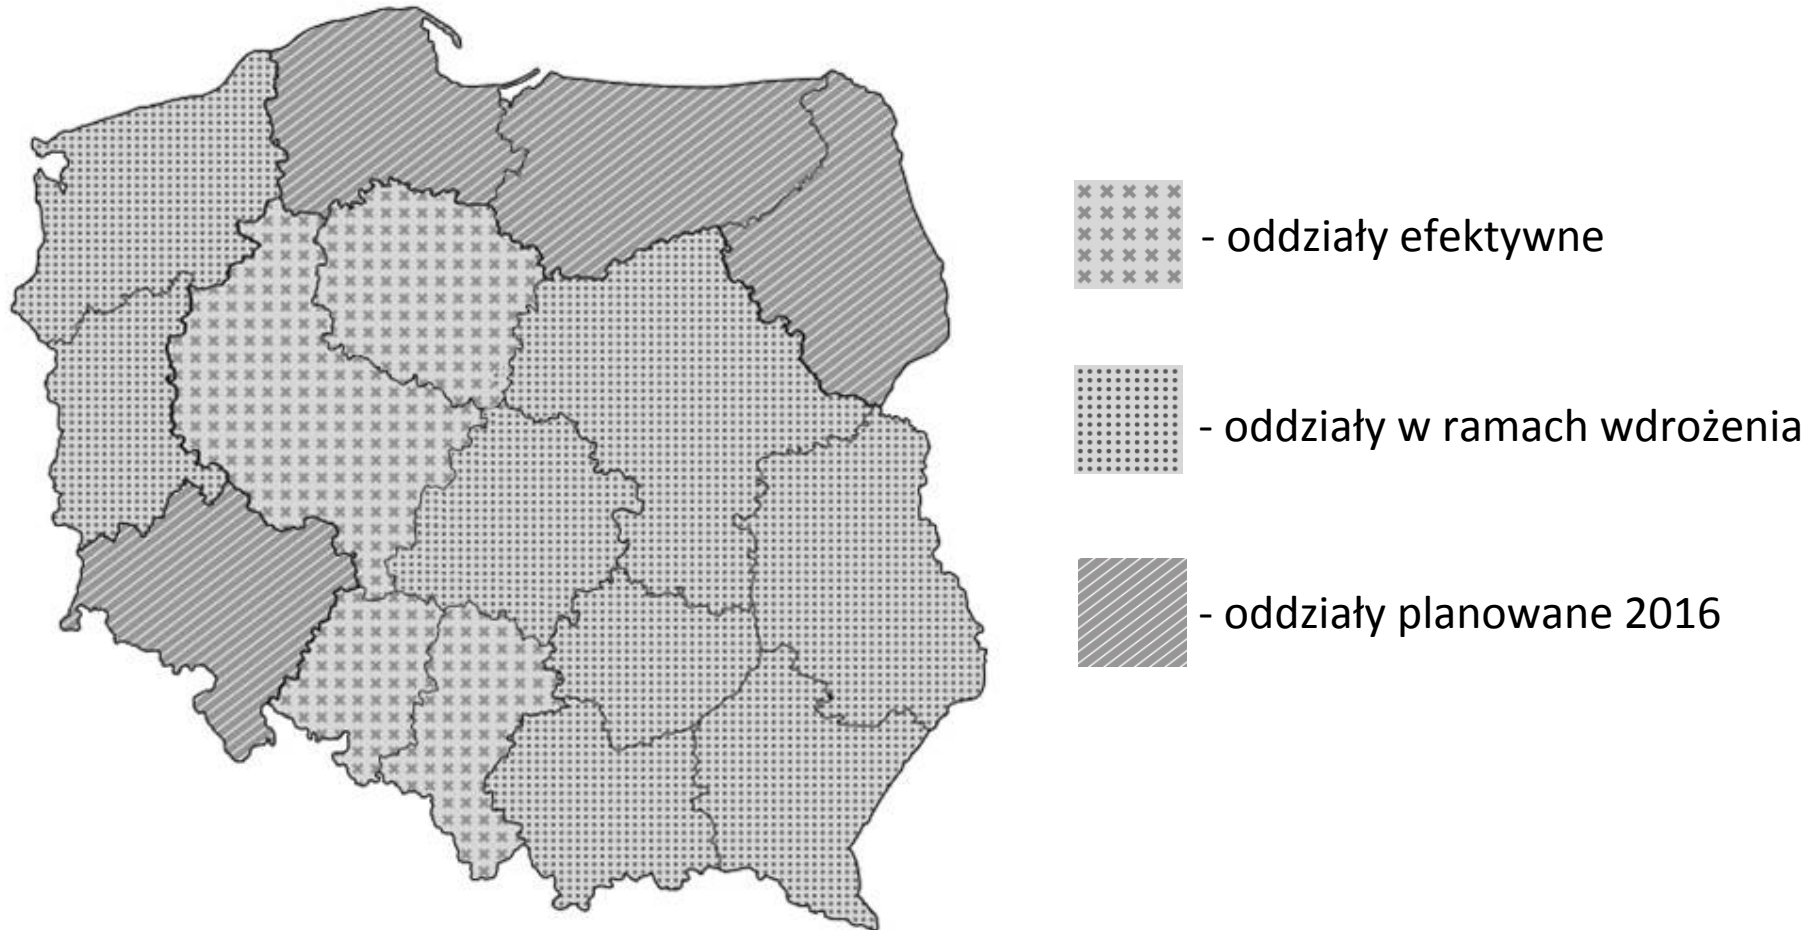 - oddziały efektywne
- oddziały w ramach wdrożenia
- oddziały planowane 2016